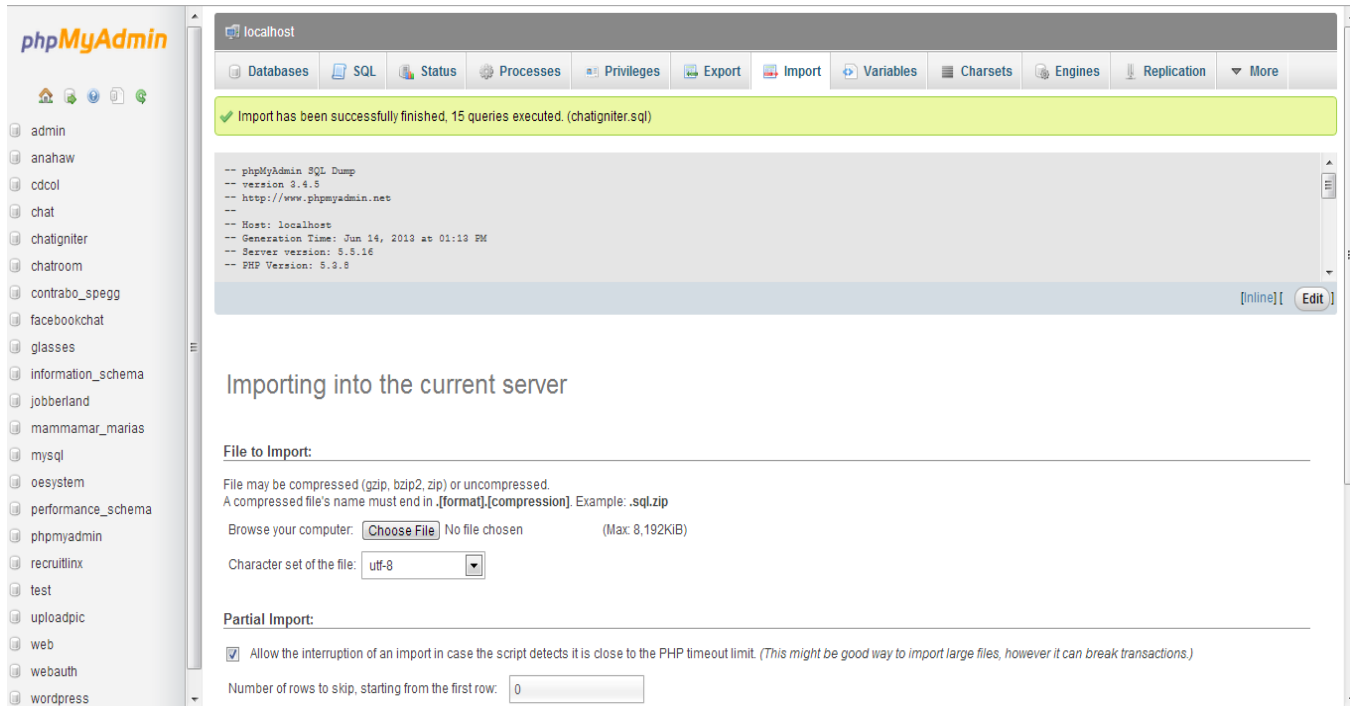 phpMyAdmin
admin
anahaw
cdcol
chat
chatigniter
chatroom
contrabo_spegg
facebookchat
glasses
information_schema
jobberland
mammamar_marias
mysql
oesystem
performance_schema
phpmyadmin
recruitlinx
test
uploadpic
web
webauth
wordpress
localhost
Databases SQL Status Processes Privileges Export Import Variables Charsets Engines Replication More
Import has been successfully finished, 15 queries executed. (chatigniter.sql)
-- phpMyAdmin SQL Dump
-- version 3.4.5
-- http://www.phpmyadmin.net
--
-- Host: localhost
-- Generation Time: Jun 14, 2013 at 01:13 PM
-- Server version: 5.5.16
-- PHP Version: 5.3.8
[Inline] [ Edit ]
Importing into the current server
File to Import:
File may be compressed (gzip, bzip2, zip) or uncompressed.
A compressed file's name must end in .[format].[compression]. Example: .sql.zip
Browse your computer: Choose File No file chosen (Max: 8,192KiB)
Character set of the file: utf-8
Partial Import:
Allow the interruption of an import in case the script detects it is close to the PHP timeout limit. (This might be good way to import large files, however it can break transactions.)
Number of rows to skip, starting from the first row: 0